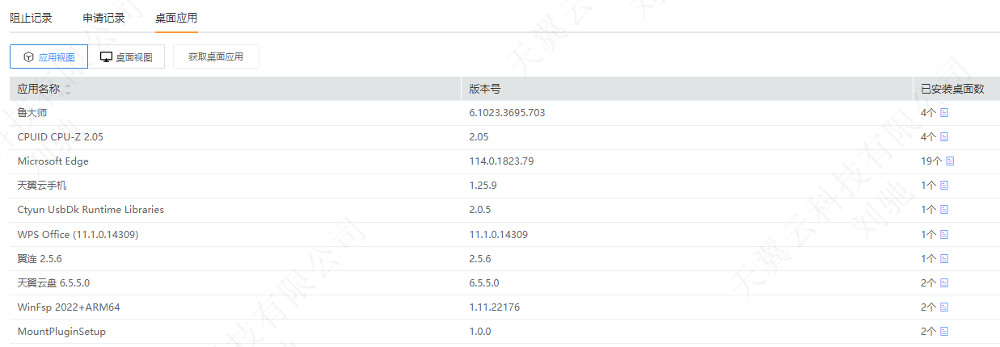 阻止记录 申请记录 桌面应用
应用视图 桌面视图 获取桌面应用
应用名称 版本号 已安装桌面数
鲁大师 6.1023.3695.703 4个
CPUID CPU-Z 2.05 2.05 4个
Microsoft Edge 114.0.1823.79 19个
天翼云手机 1.25.9 1个
Ctyun UsbDk Runtime Libraries 2.0.5 1个
WPS Office (11.1.0.14309) 11.1.0.14309 1个
翼连 2.5.6 2.5.6 1个
天翼云盘 6.5.5.0 6.5.5.0 2个
WinFsp 2022+ARM64 1.11.22176 2个
MountPluginSetup 1.0.0 2个
天翼云科技有限公司
刘驰